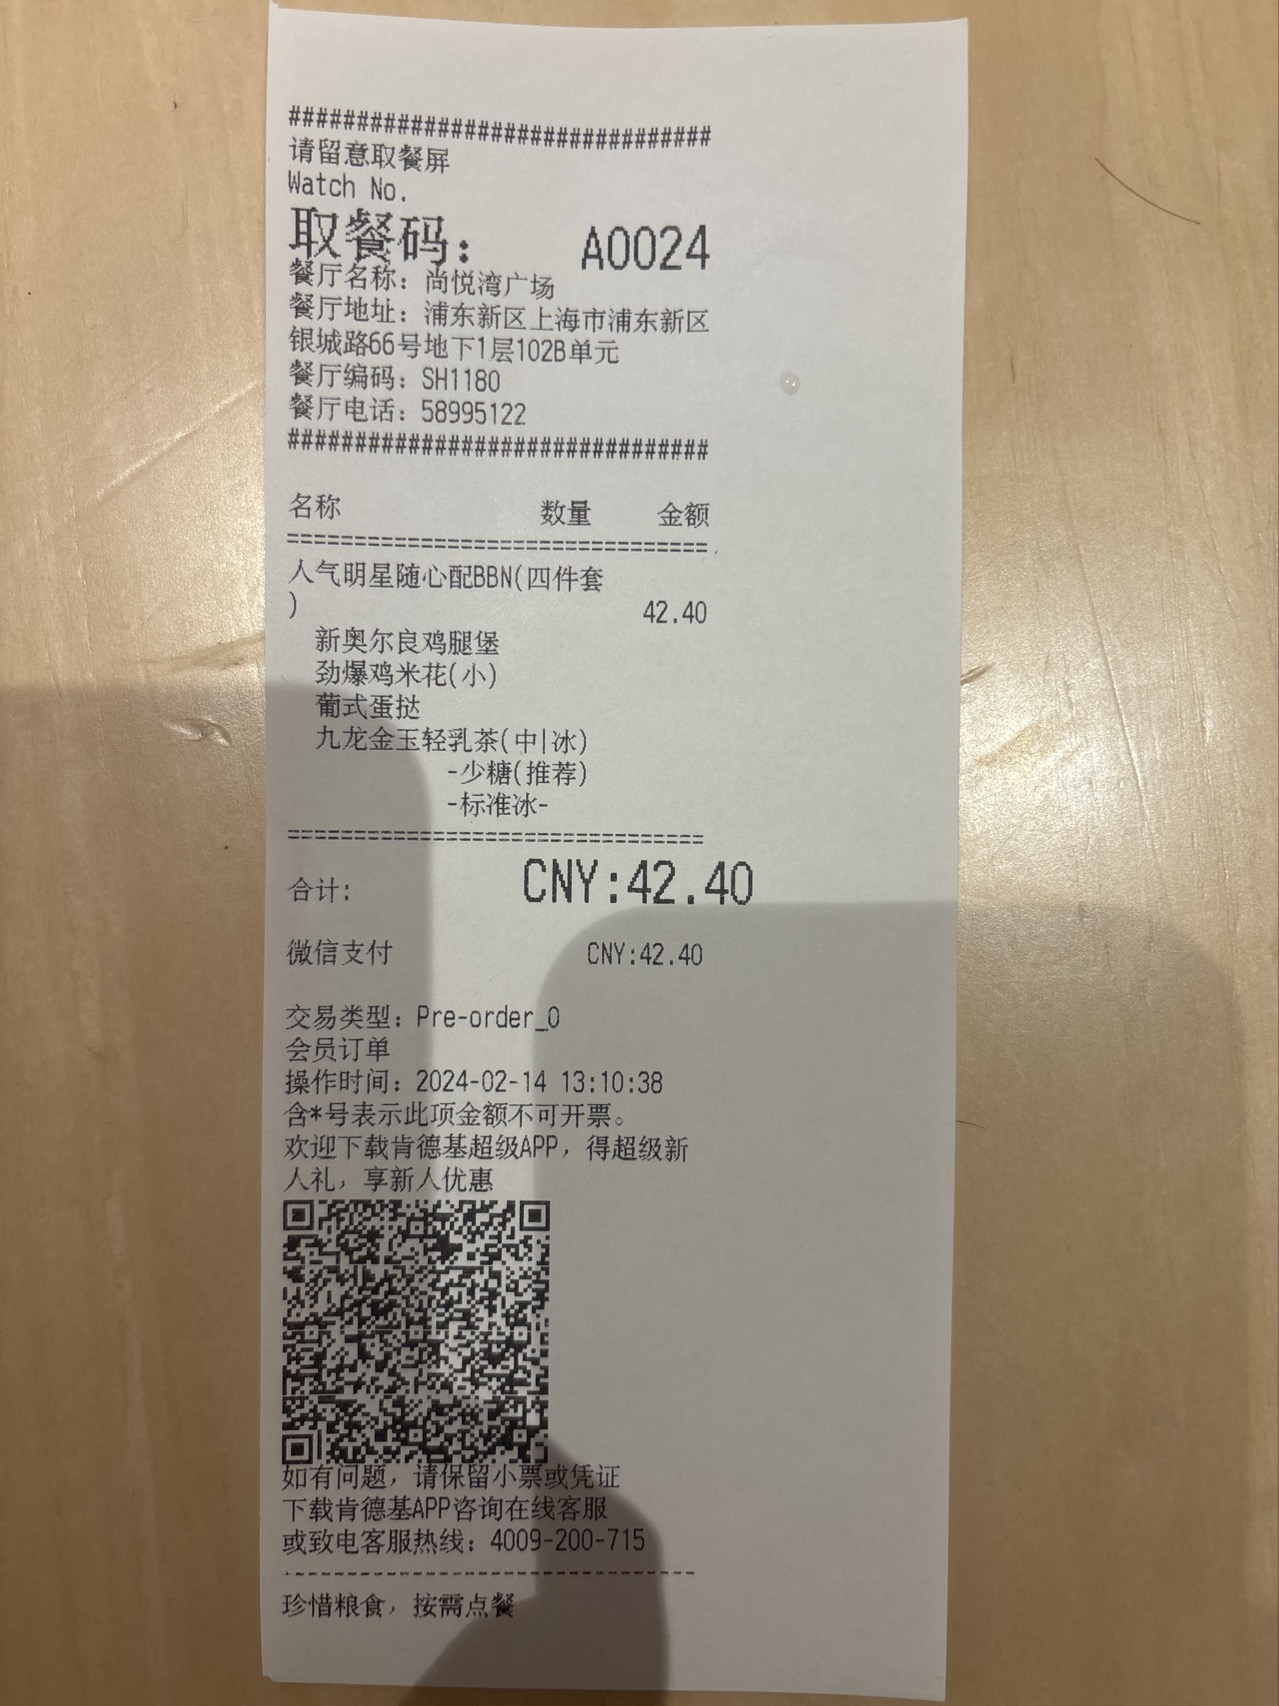 ################################
请留意取餐屏
Watch No.
取餐码： A0024
餐厅名称：尚悦湾广场
餐厅地址：浦东新区上海市浦东新区
银城路66号地下1层102B单元
餐厅编码：SH1180
餐厅电话：58995122
################################
名称 数量 金额
================================
人气明星随心配BBN(四件套
) 42.40
新奥尔良鸡腿堡
劲爆鸡米花(小)
葡式蛋挞
九龙金玉轻乳茶(中|冰)
-少糖(推荐)
-标准冰-
================================
合计: CNY:42.40
微信支付 CNY:42.40
交易类型：Pre-order_0
会员订单
操作时间：2024-02-14 13:10:38
含*号表示此项金额不可开票。
欢迎下载肯德基超级APP，得超级新
人礼，享新人优惠
如有问题，请保留小票或凭证
下载肯德基APP咨询在线客服
或致电客服热线：4009-200-715
--------------------------------
珍惜粮食，按需点餐